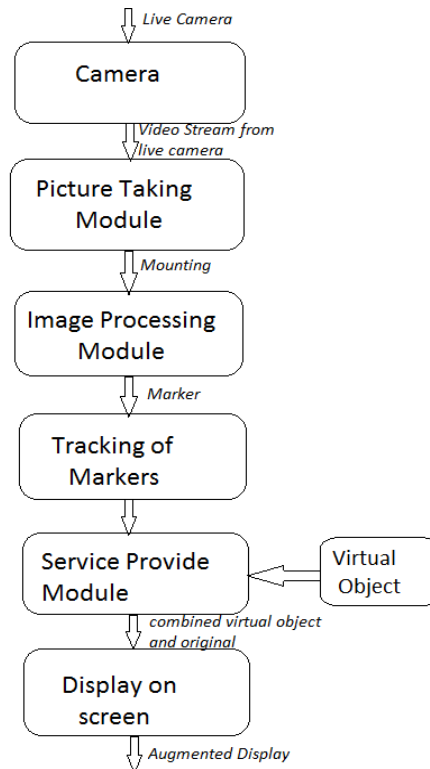 Live Camera
Camera
Video Stream from
live camera
Picture Taking
Module
Mounting
Image Processing
Module
Marker
Tracking of
Markers
Service Provide
Module
Virtual
Object
combined virtual object
and original
Display on
screen
Augmented Display